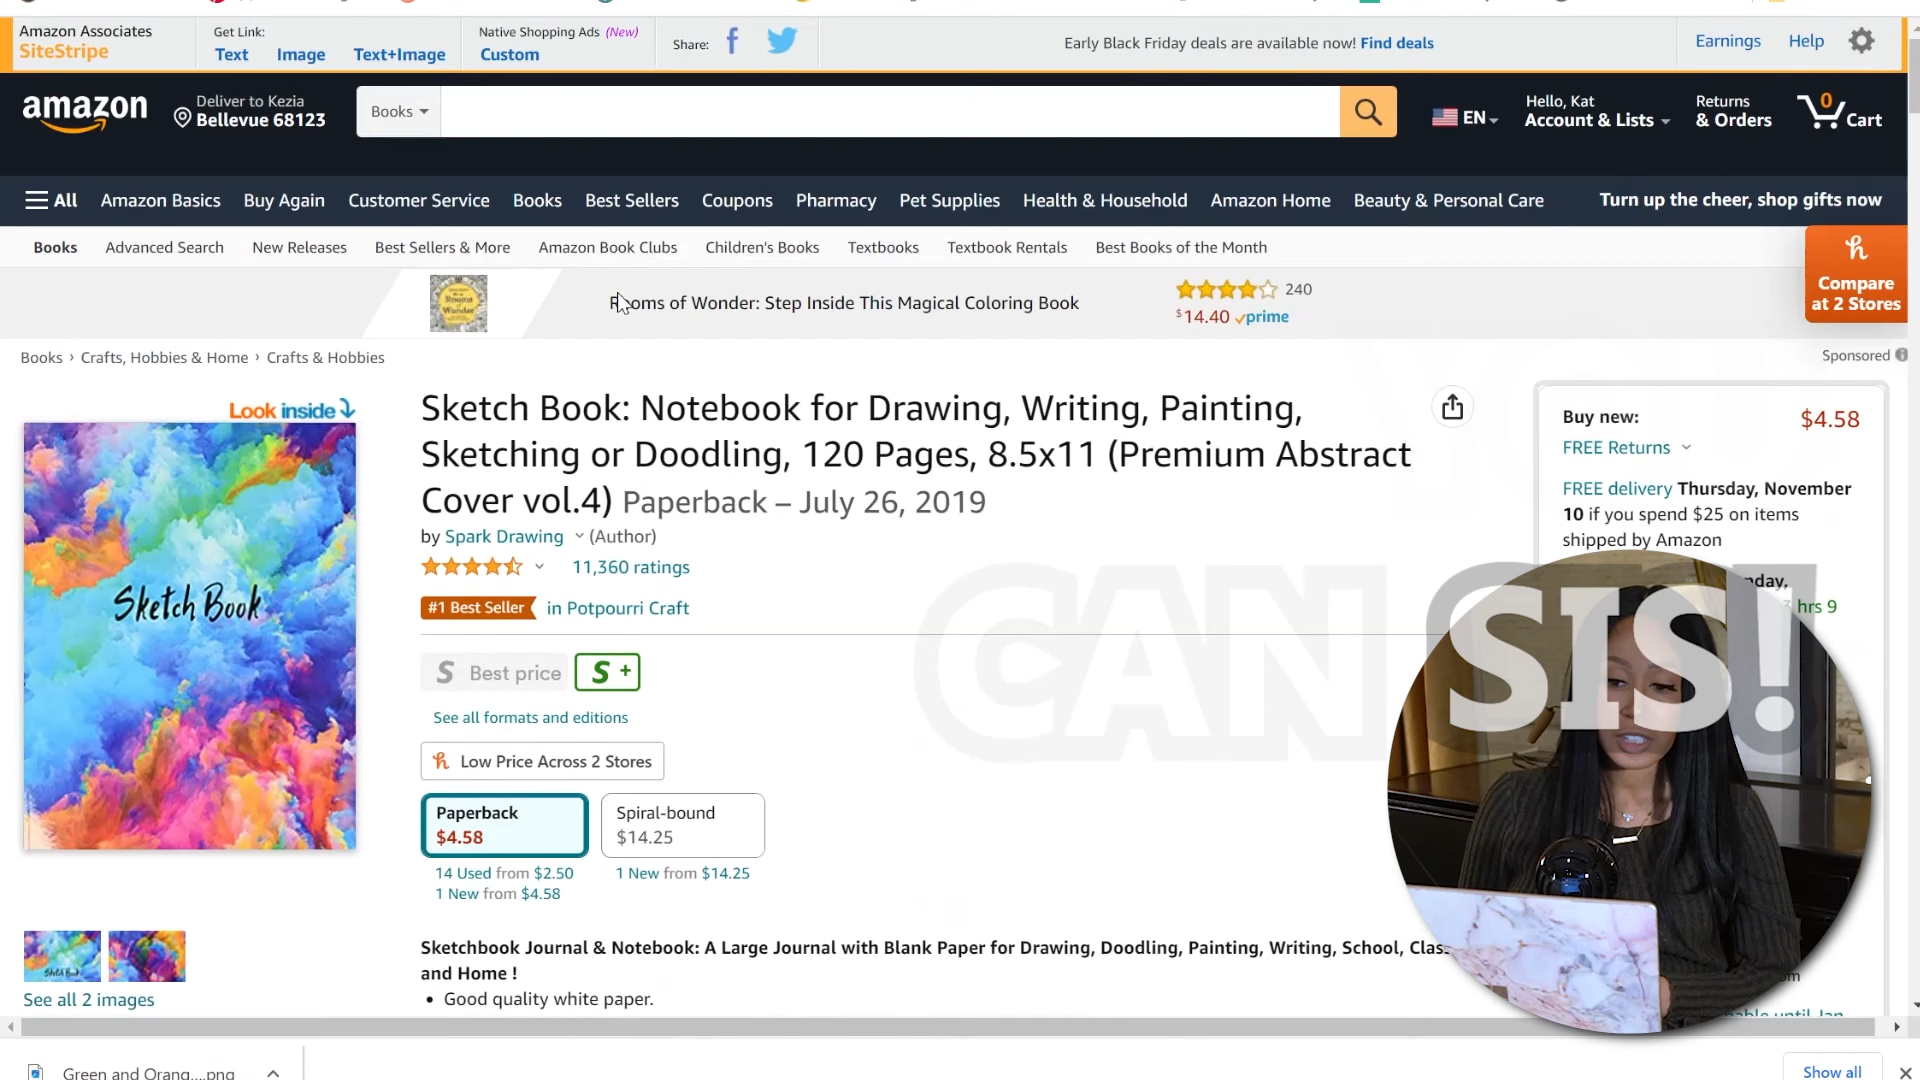 Amazon Associates
SiteStripe
Get Link:
Text Image Text+Image
Native Shopping Ads (New)
Custom
Share:
Early Black Friday deals are available now! Find deals
Earnings Help
amazon
Deliver to Kezia
Bellevue 68123
Books
EN
Hello, Kat
Account & Lists
Returns
& Orders
0
Cart
All Amazon Basics Buy Again Customer Service Books Best Sellers Coupons Pharmacy Pet Supplies Health & Household Amazon Home Beauty & Personal Care Turn up the cheer, shop gifts now
Books Advanced Search New Releases Best Sellers & More Amazon Book Clubs Children's Books Textbooks Textbook Rentals Best Books of the Month
Rooms of Wonder: Step Inside This Magical Coloring Book
240
$14.40 prime
h
Compare
at 2 Stores
Sponsored
Books › Crafts, Hobbies & Home › Crafts & Hobbies
Look inside
Sketch Book
Sketch Book: Notebook for Drawing, Writing, Painting,
Sketching or Doodling, 120 Pages, 8.5x11 (Premium Abstract
Cover vol.4) Paperback – July 26, 2019
by Spark Drawing (Author)
11,360 ratings
#1 Best Seller in Potpourri Craft
S Best price S +
See all formats and editions
h Low Price Across 2 Stores
Paperback
$4.58
Spiral-bound
$14.25
14 Used from $2.50
1 New from $4.58
1 New from $14.25
Sketchbook Journal & Notebook: A Large Journal with Blank Paper for Drawing, Doodling, Painting, Writing, School,
and Home !
• Good quality white paper.
See all 2 images
Buy new: $4.58
FREE Returns
FREE delivery Thursday, November
10 if you spend $25 on items
shipped by Amazon
hrs 9
YOU
CAN SIS!
Green and Orang....png
Show all